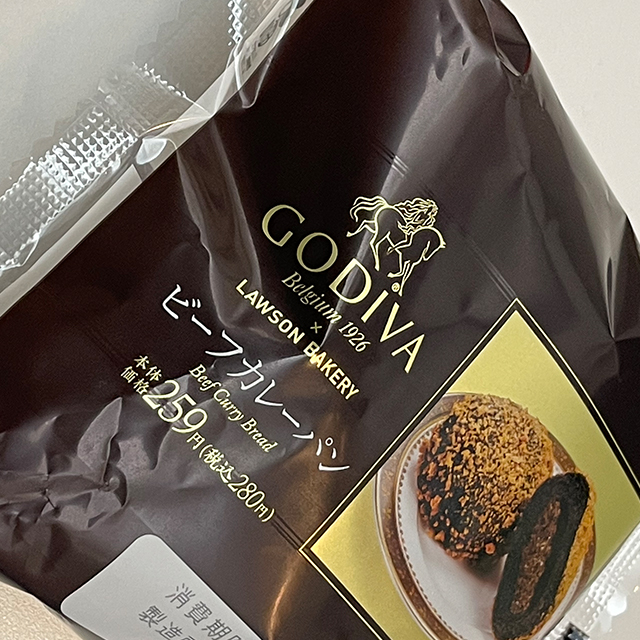 GODIVA
®
Belgium 1926
×
LAWSON BAKERY
ビーフカレーパン
Beef Curry Bread
本体
価格259円(税込280円)
消費期
製造